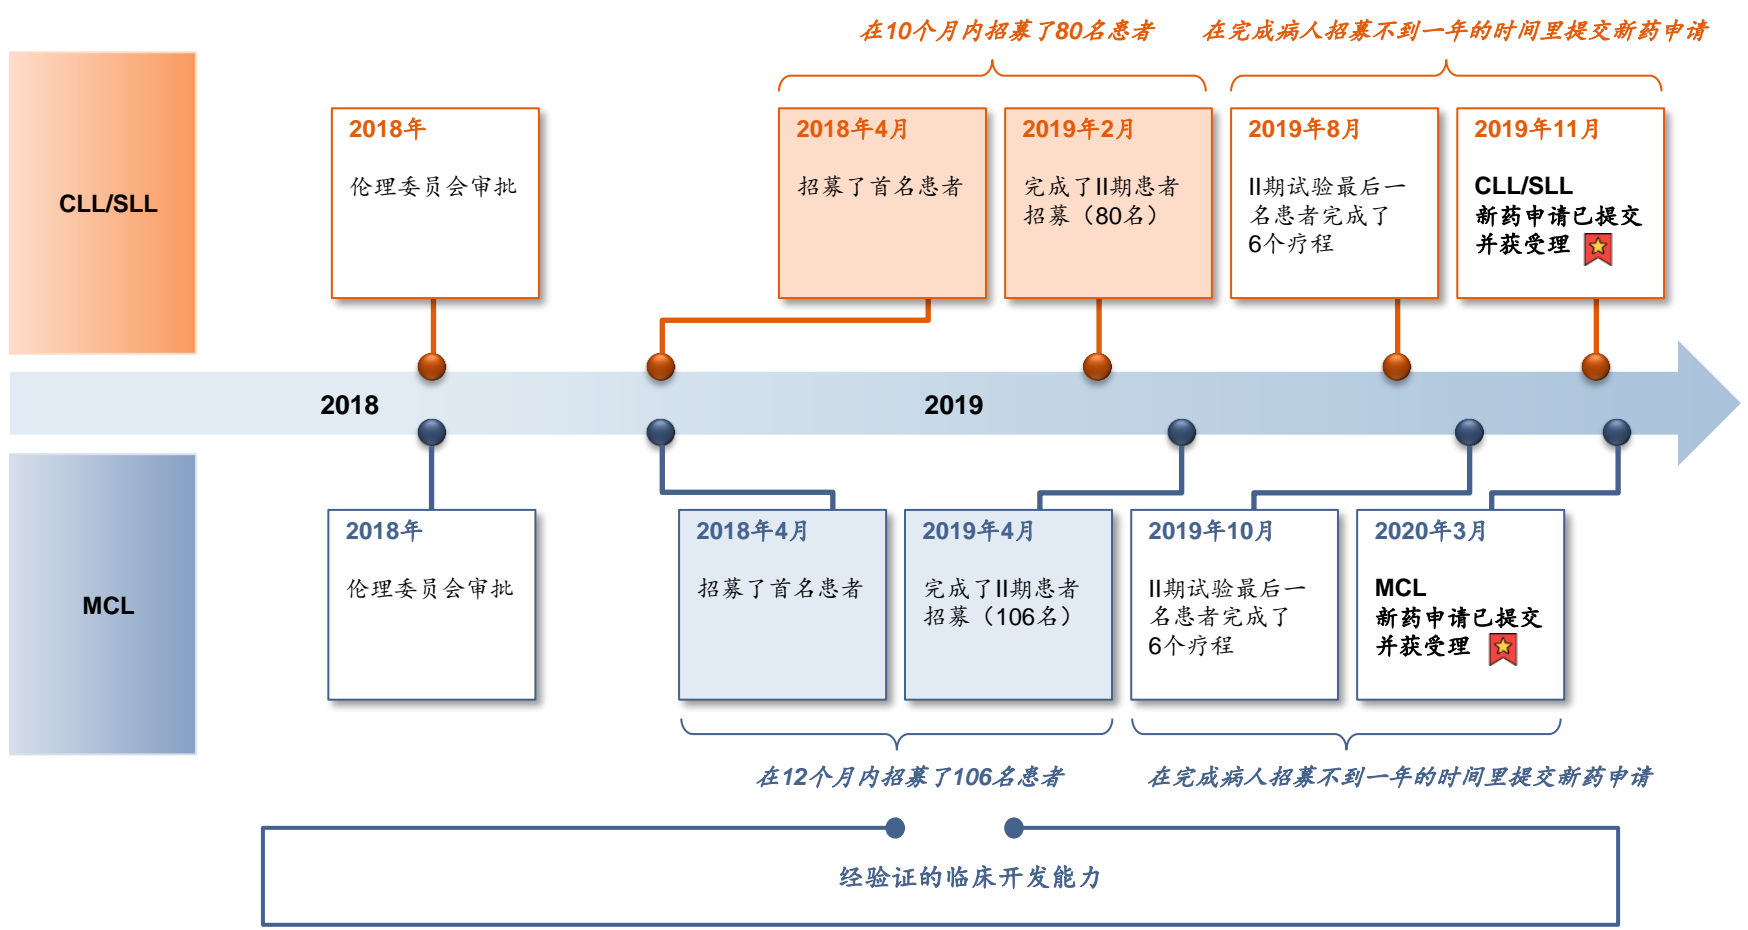 在10个月内招募了80名患者
在完成病人招募不到一年的时间里提交新药申请
CLL/SLL
2018年
伦理委员会审批
2018年4月
招募了首名患者
2019年2月
完成了II期患者
招募（80名）
2019年8月
II期试验最后一
名患者完成了
6个疗程
2019年11月
CLL/SLL
新药申请已提交
并获受理
2018
2019
MCL
2018年
伦理委员会审批
2018年4月
招募了首名患者
2019年4月
完成了II期患者
招募（106名）
2019年10月
II期试验最后一
名患者完成了
6个疗程
2020年3月
MCL
新药申请已提交
并获受理
在12个月内招募了106名患者
在完成病人招募不到一年的时间里提交新药申请
经验证的临床开发能力